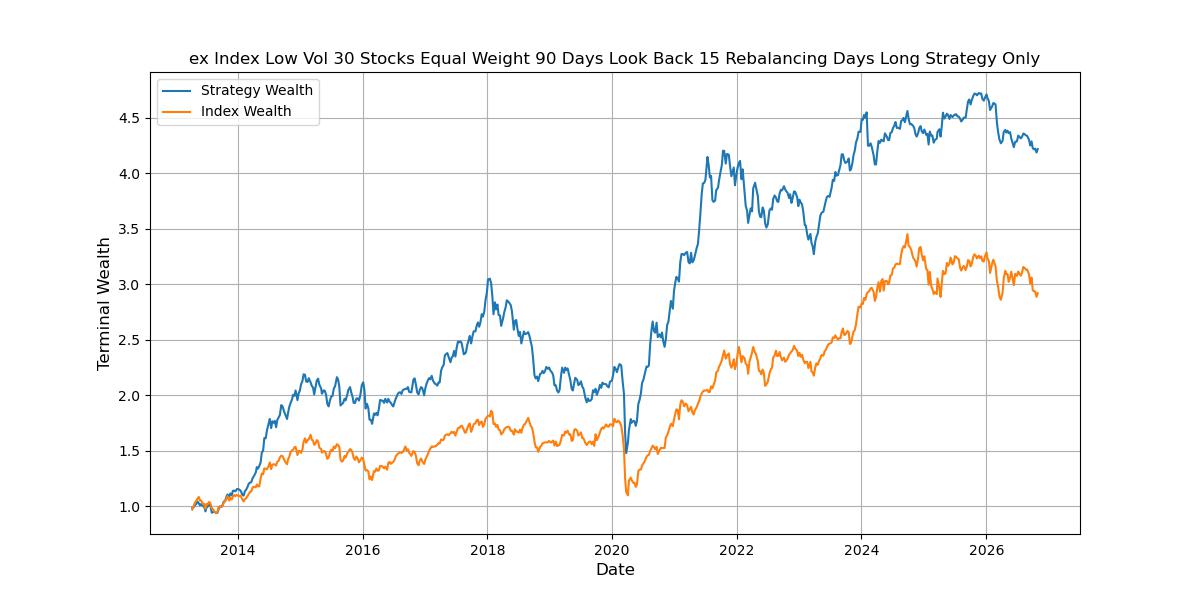 ex Index Low Vol 30 Stocks Equal Weight 90 Days Look Back 15 Rebalancing Days Long Strategy Only
Strategy Wealth
Index Wealth
Terminal Wealth
4.5
4.0
3.5
3.0
2.5
2.0
1.5
1.0
2014 2016 2018 2020 2022 2024 2026
Date